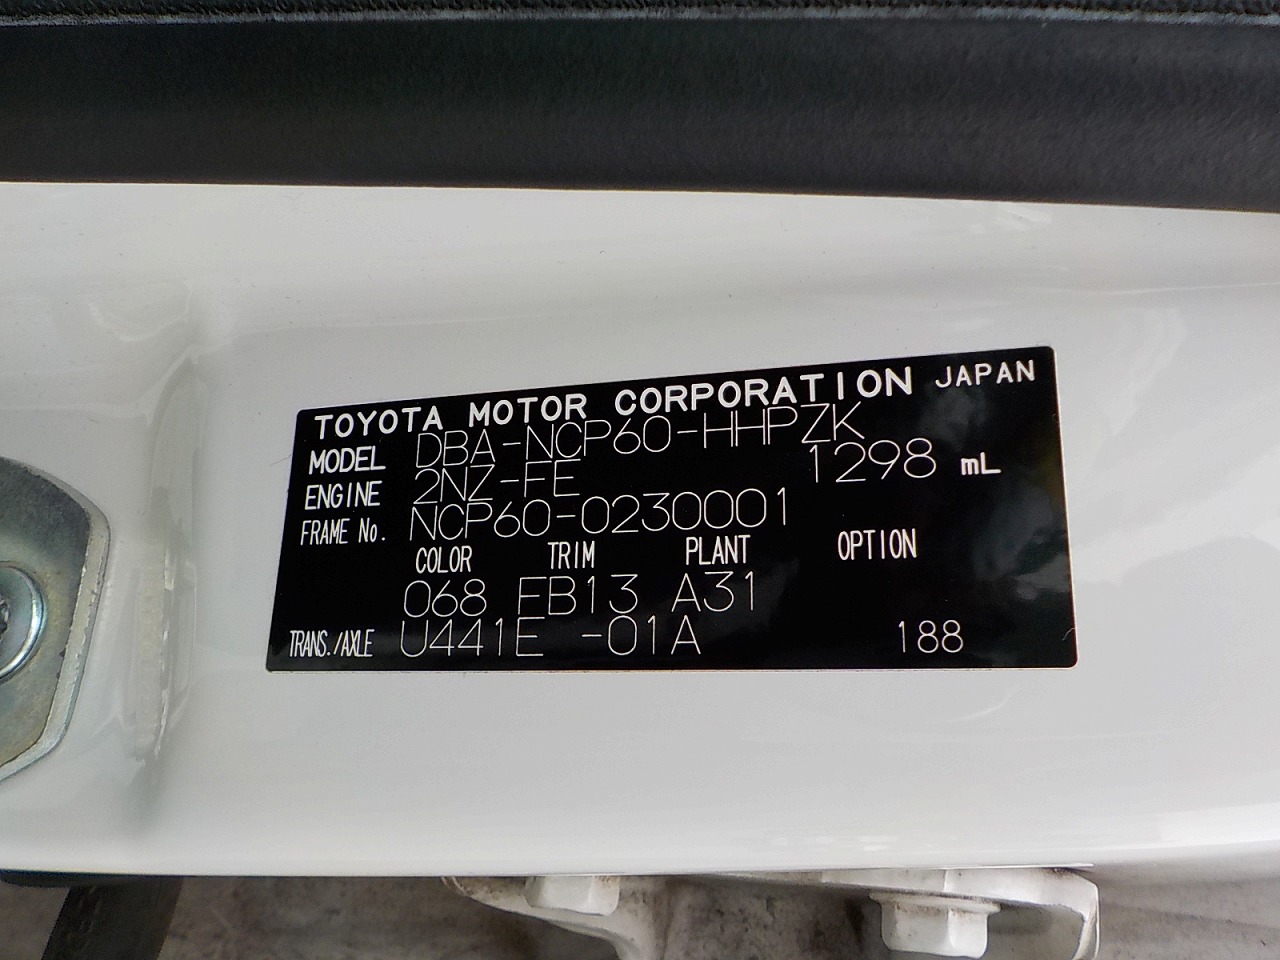 TOYOTA MOTOR CORPORATION JAPAN
MODEL DBA-NCP60-HHPZK
ENGINE 2NZ-FE 1298 mL
FRAME No. NCP60-0230001
COLOR TRIM PLANT OPTION
068 FB13 A31
TRANS./AXLE U441E -01A 188